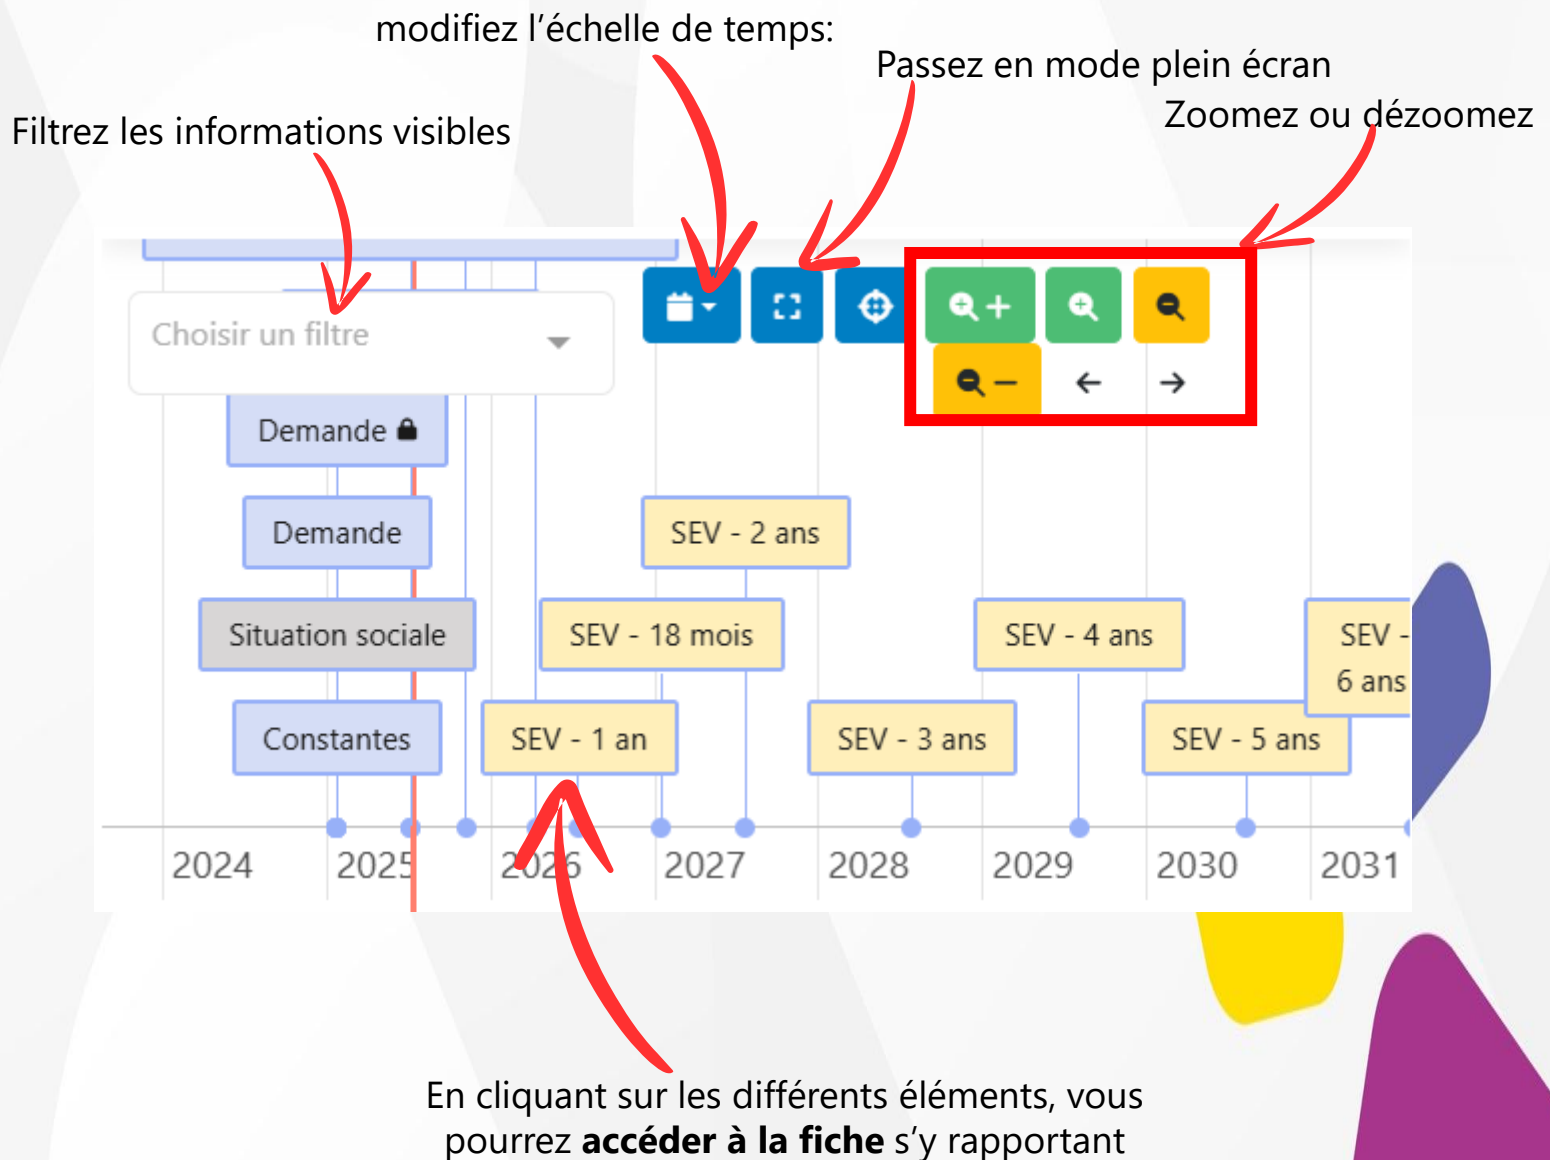 modifiez l’échelle de temps:
Passez en mode plein écran
Zoomez ou dézoomez
Filtrez les informations visibles
Choisir un filtre
Demande
Demande
SEV - 2 ans
Situation sociale
SEV - 18 mois
SEV - 4 ans
SEV -
6 ans
Constantes
SEV - 1 an
SEV - 3 ans
SEV - 5 ans
2024
2025
2026
2027
2028
2029
2030
2031
En cliquant sur les différents éléments, vous
pourrez accéder à la fiche s’y rapportant